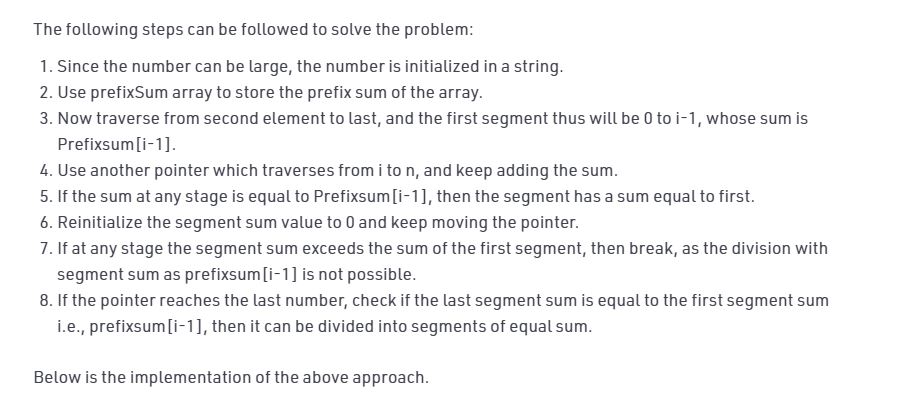 The following steps can be followed to solve the problem:
1. Since the number can be large, the number is initialized in a string.
2. Use prefixSum array to store the prefix sum of the array.
3. Now traverse from second element to last, and the first segment thus will be 0 to i-1, whose sum is
Prefixsum[i-1].
4. Use another pointer which traverses from i to n, and keep adding the sum.
5. If the sum at any stage is equal to Prefixsum[i-1], then the segment has a sum equal to first.
6. Reinitialize the segment sum value to 0 and keep moving the pointer.
7. If at any stage the segment sum exceeds the sum of the first segment, then break, as the division with
segment sum as prefixsum[i-1] is not possible.
8. If the pointer reaches the last number, check if the last segment sum is equal to the first segment sum
i.e., prefixsum[i-1], then it can be divided into segments of equal sum.
Below is the implementation of the above approach.